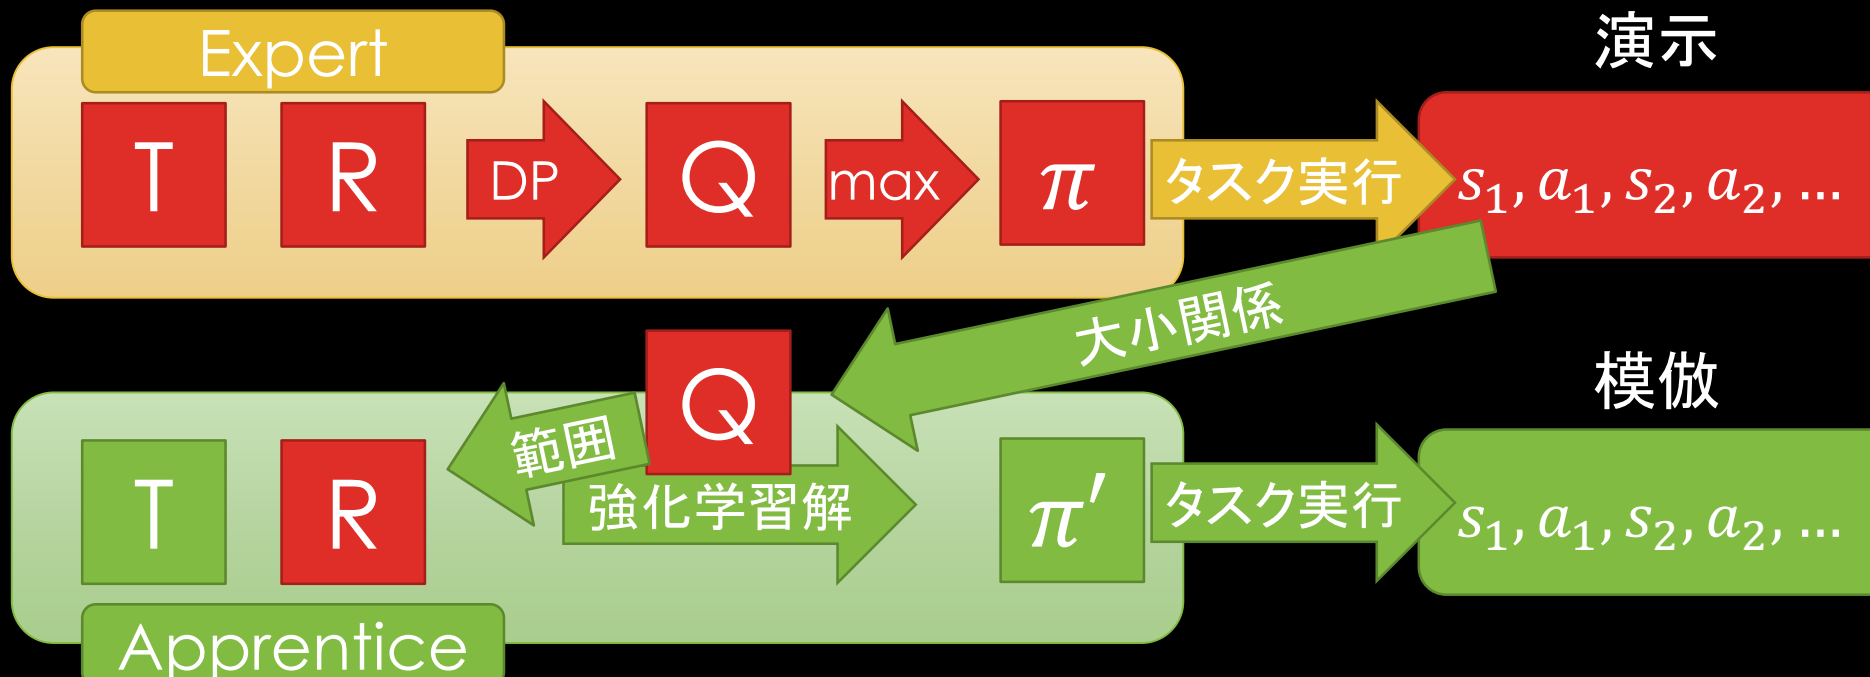 Expert
演示
T R DP Q max π タスク実行 s₁, a₁, s₂, a₂, …
大小関係
Q
範囲
模倣
T R 強化学習解 π′ タスク実行 s₁, a₁, s₂, a₂, …
Apprentice